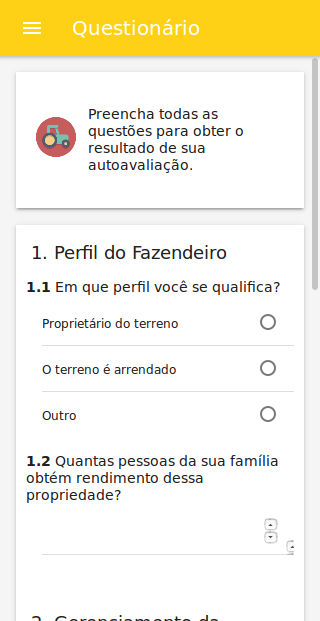 Questionário
Preencha todas as
questões para obter o
resultado de sua
autoavaliação.
1. Perfil do Fazendeiro
1.1 Em que perfil você se qualifica?
Proprietário do terreno
O terreno é arrendado
Outro
1.2 Quantas pessoas da sua família
obtém rendimento dessa
propriedade?
2. Gerenciamento da